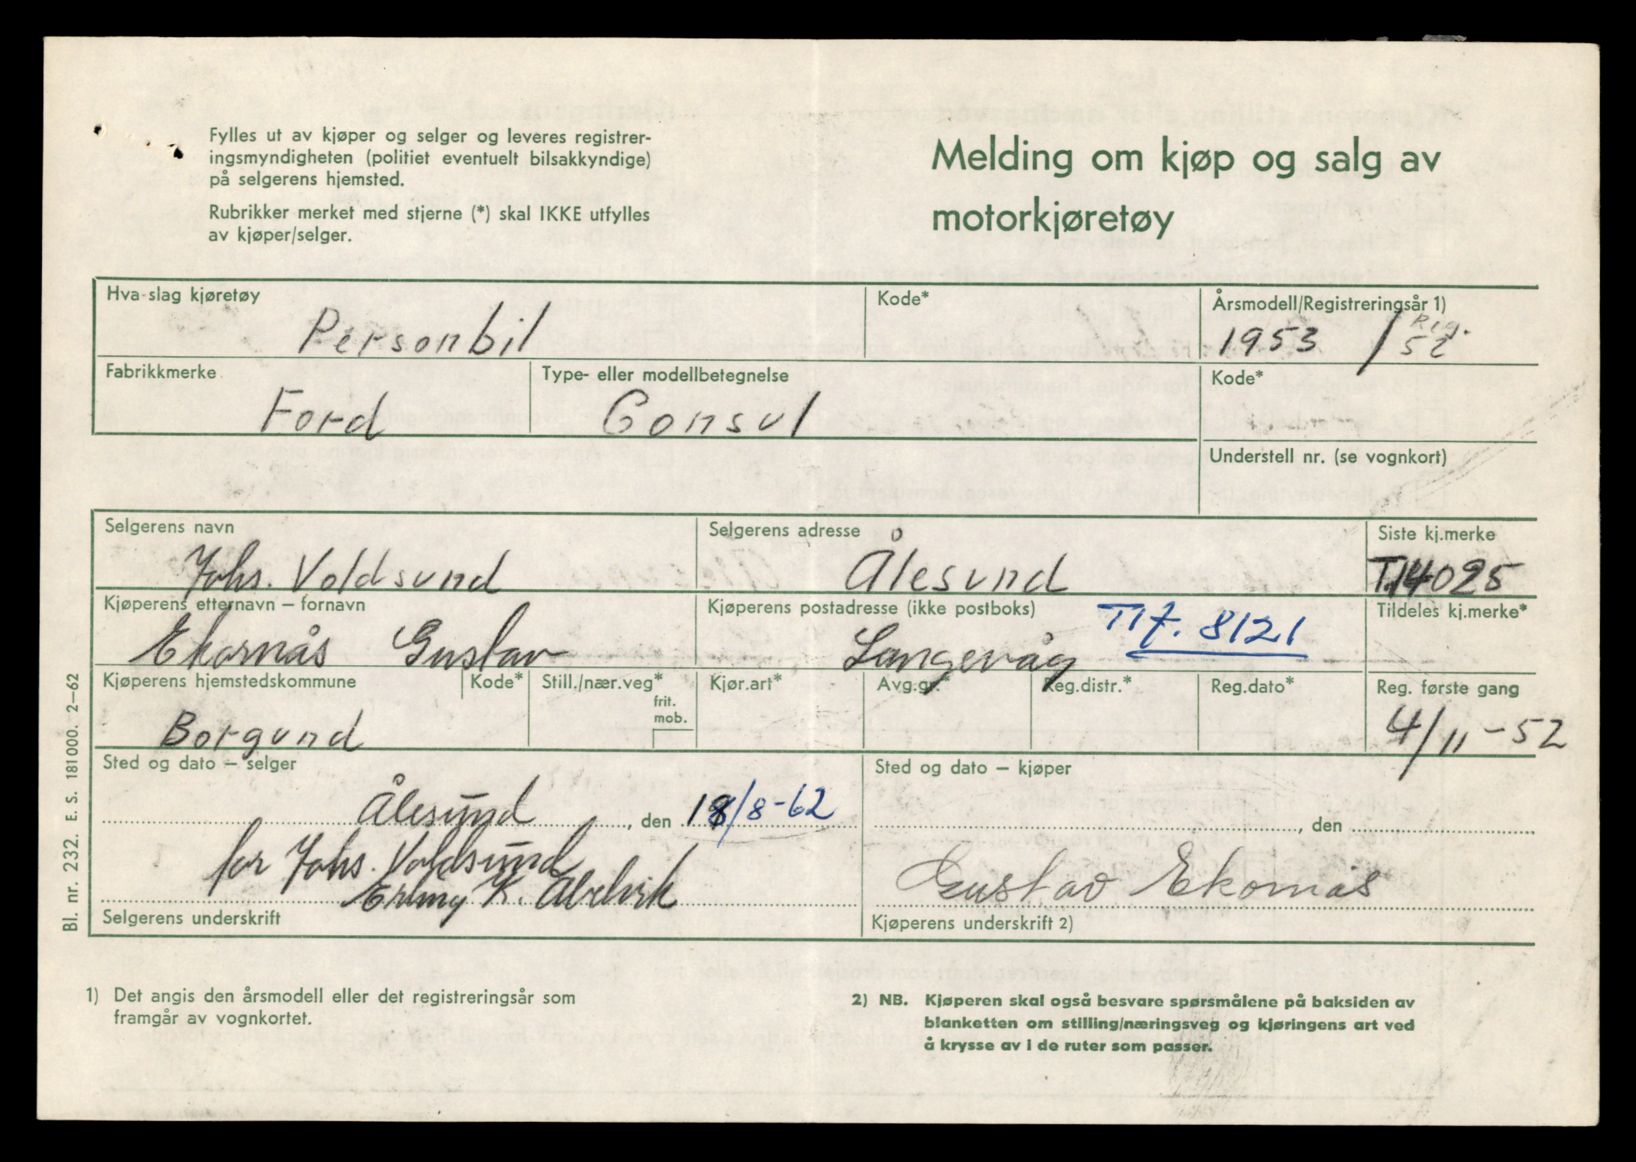 Fylles ut av kjøper og selger og leveres registrer-
ingsmyndigheten (politiet eventuelt bilsakkyndige)
på selgerens hjemsted.
Rubrikker merket med stjerne (*) skal IKKE utfylles
av kjøper/selger.
Melding om kjøp og salg av
motorkjøretøy
Hva slag kjøretøy
Personbil
Kode*
Årsmodell/Registreringsår 1)
1953 / Reg. 52
Fabrikkmerke
Ford
Type- eller modellbetegnelse
Consul
Kode*
Understell nr. (se vognkort)
Selgerens navn
Johs. Voldsund
Selgerens adresse
Ålesund
Siste kj.merke
T.14025
Kjøperens etternavn – fornavn
Ekornås Gustav
Kjøperens postadresse (ikke postboks)
Langevåg
Tlf. 8121
Tildeles kj.merke*
Kjøperens hjemstedskommune
Borgund
Kode*
Still./nær.veg*
frit.
mob.
Kjør.art*
Avg.gr.
Reg.distr.*
Reg.dato*
Reg. første gang
4/11-52
Sted og dato – selger
Ålesund, den 18/8-62
for Johs. Voldsund
K.
Selgerens underskrift
Sted og dato – kjøper
, den
Gustav Ekornås
Kjøperens underskrift 2)
1) Det angis den årsmodell eller det registreringsår som
framgår av vognkortet.
2) NB. Kjøperen skal også besvare spørsmålene på baksiden av
blanketten om stilling/næringsveg og kjøringens art ved
å krysse av i de ruter som passer.
Bl. nr. 232. E. S. 181000. 2–62